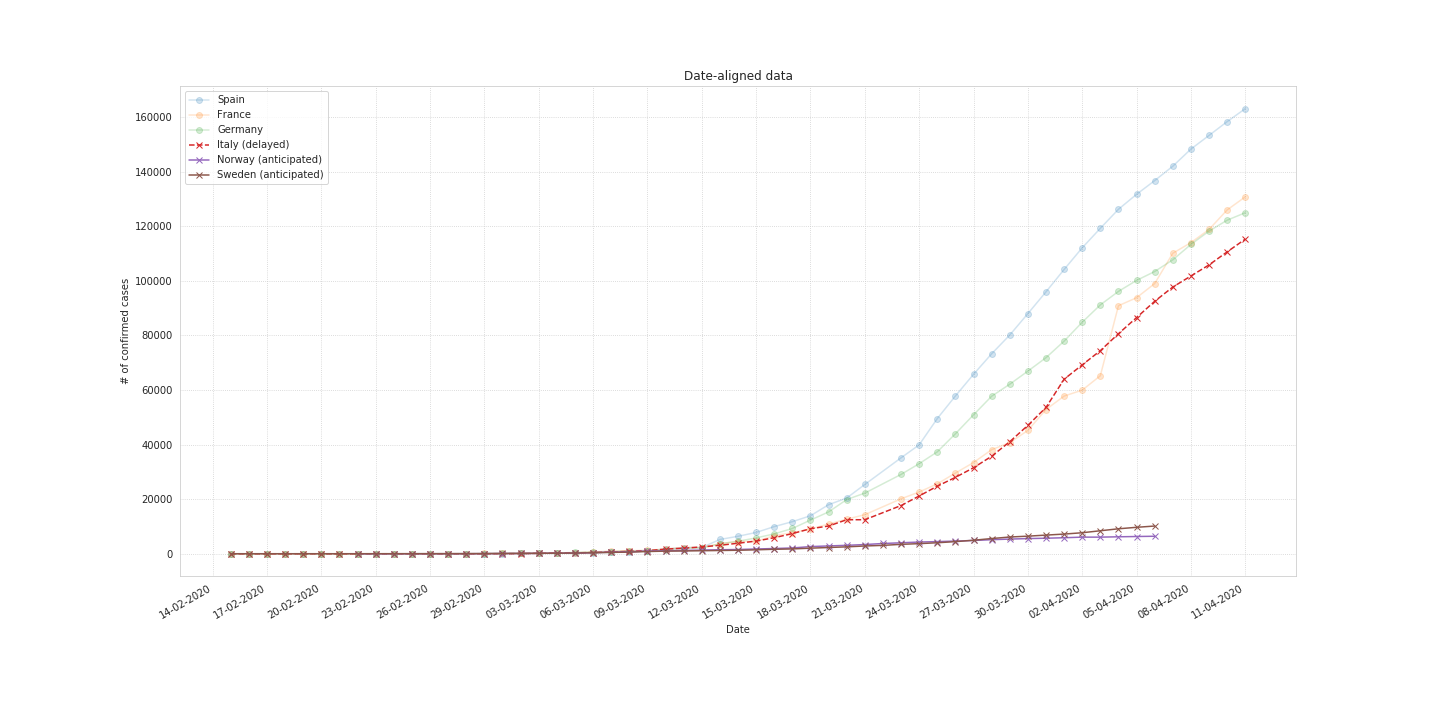 Date-aligned data
Spain
France
Germany
Italy (delayed)
Norway (anticipated)
Sweden (anticipated)
# of confirmed cases
160000
140000
120000
100000
80000
60000
40000
20000
0
14-02-2020 17-02-2020 20-02-2020 23-02-2020 26-02-2020 29-02-2020 03-03-2020 06-03-2020 09-03-2020 12-03-2020 15-03-2020 18-03-2020 21-03-2020 24-03-2020 27-03-2020 30-03-2020 02-04-2020 05-04-2020 08-04-2020 11-04-2020
Date